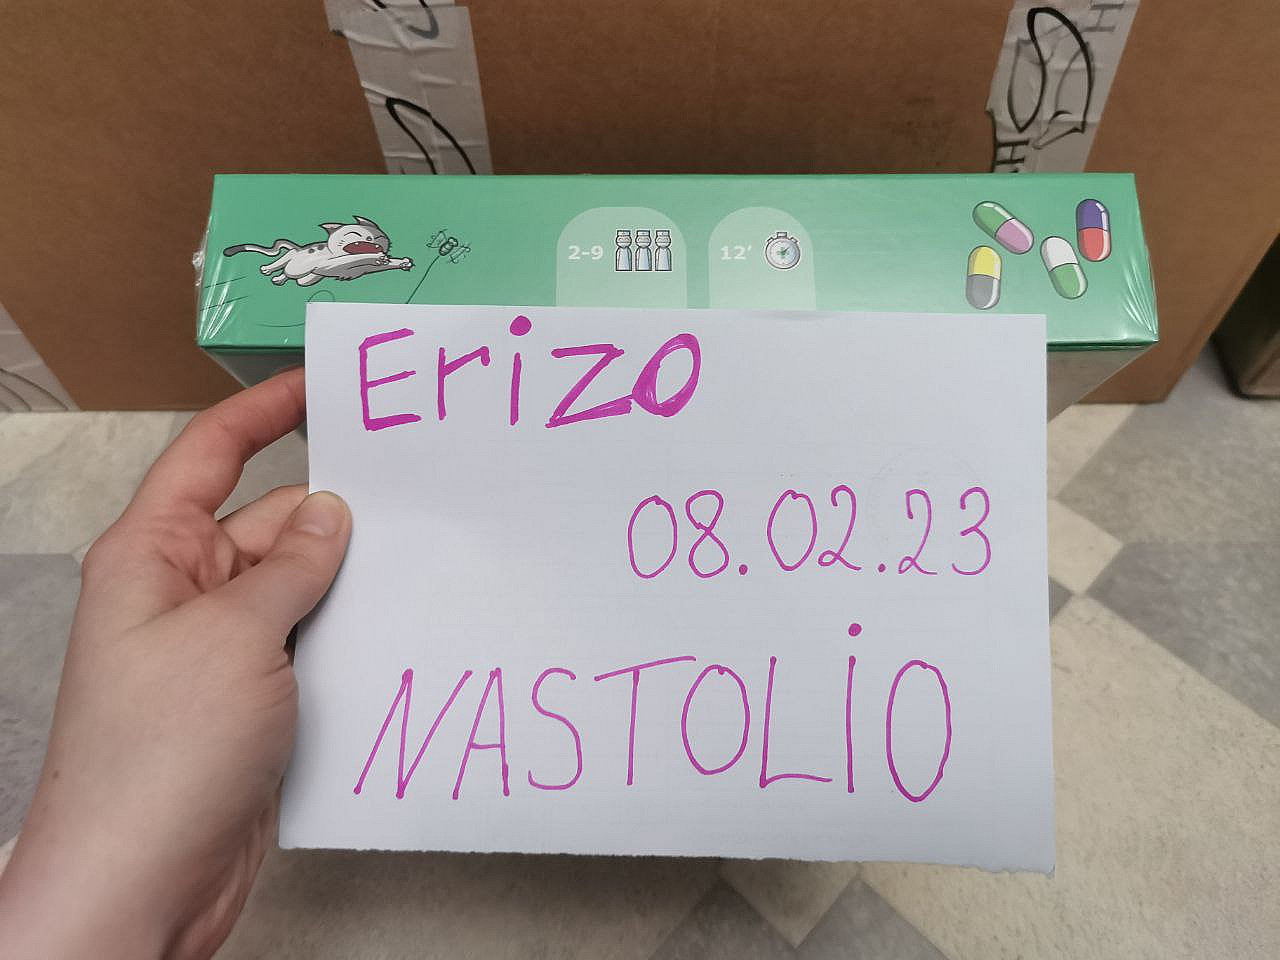 2-9 12'
Erizo
08.02.23
NASTOLiO